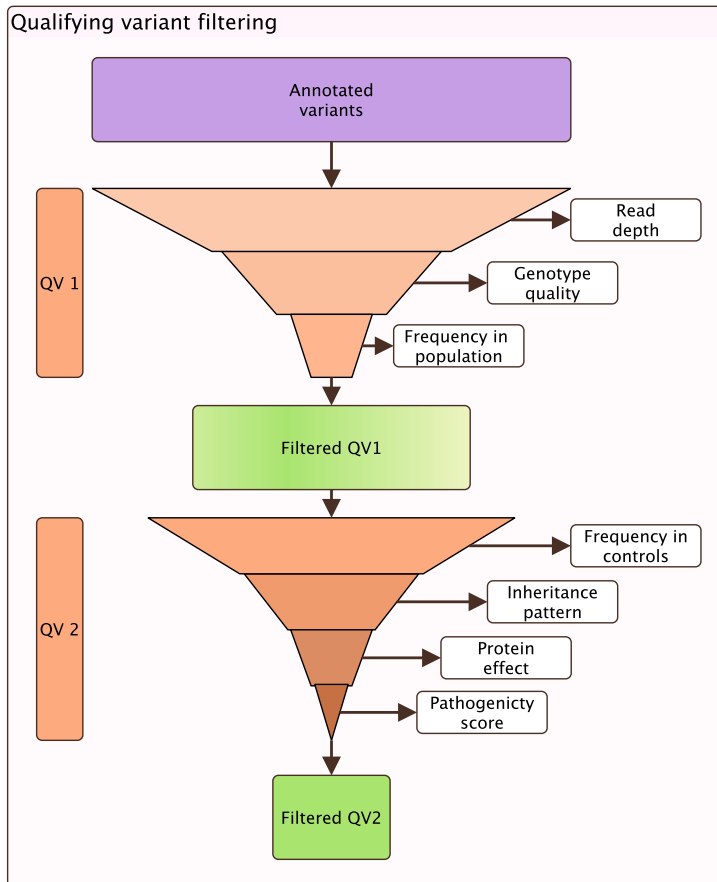 Qualifying variant filtering
Annotated
variants
QV 1
Read
depth
Genotype
quality
Frequency in
population
Filtered QV1
QV 2
Frequency in
controls
Inheritance
pattern
Protein
effect
Pathogenicty
score
Filtered QV2